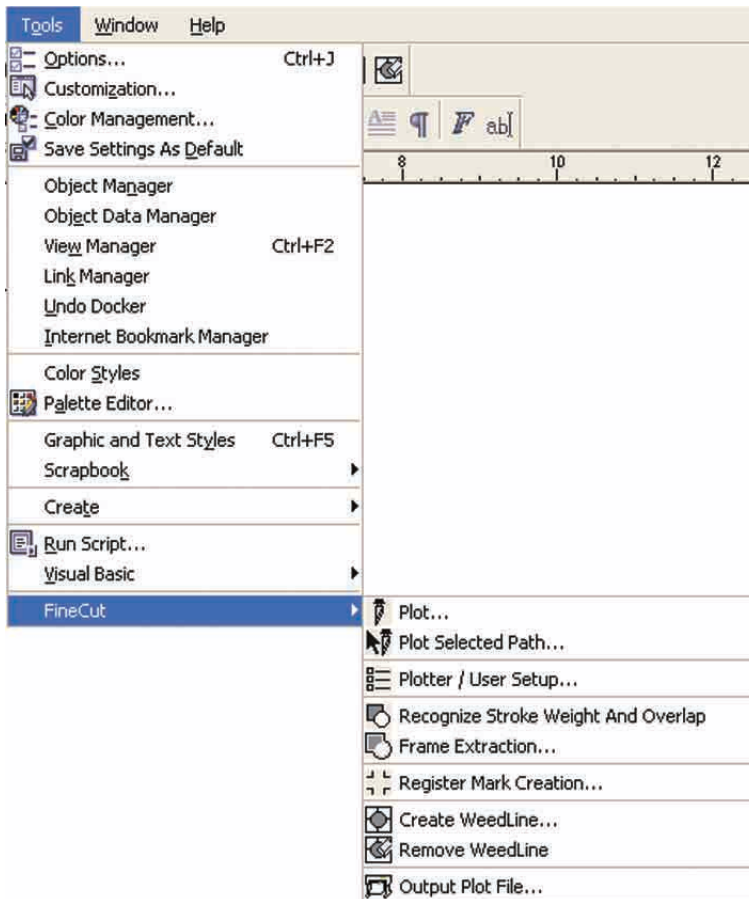 Tools Window Help
Options... Ctrl+J
Customization...
Color Management...
Save Settings As Default
¶ F ab
8 10 12
Object Manager
Object Data Manager
View Manager Ctrl+F2
Link Manager
Undo Docker
Internet Bookmark Manager
Color Styles
Palette Editor...
Graphic and Text Styles Ctrl+F5
Scrapbook
Create
Run Script...
Visual Basic
FineCut
Plot...
Plot Selected Path...
Plotter / User Setup...
Recognize Stroke Weight And Overlap
Frame Extraction...
Register Mark Creation...
Create WeedLine...
Remove WeedLine
Output Plot File...